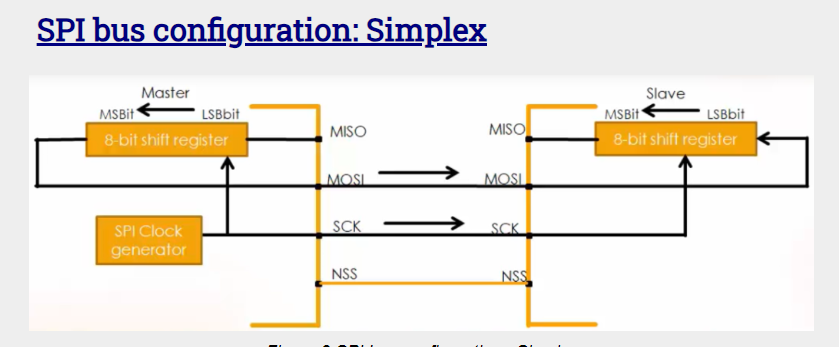 SPI bus configuration: Simplex
Master
MSBit LSBbit
8-bit shift register
MISO
MOSI
SPI Clock
generator
SCK
NSS
Slave
MSBit LSBbit
8-bit shift register
MISO
MOSI
SCK
NSS